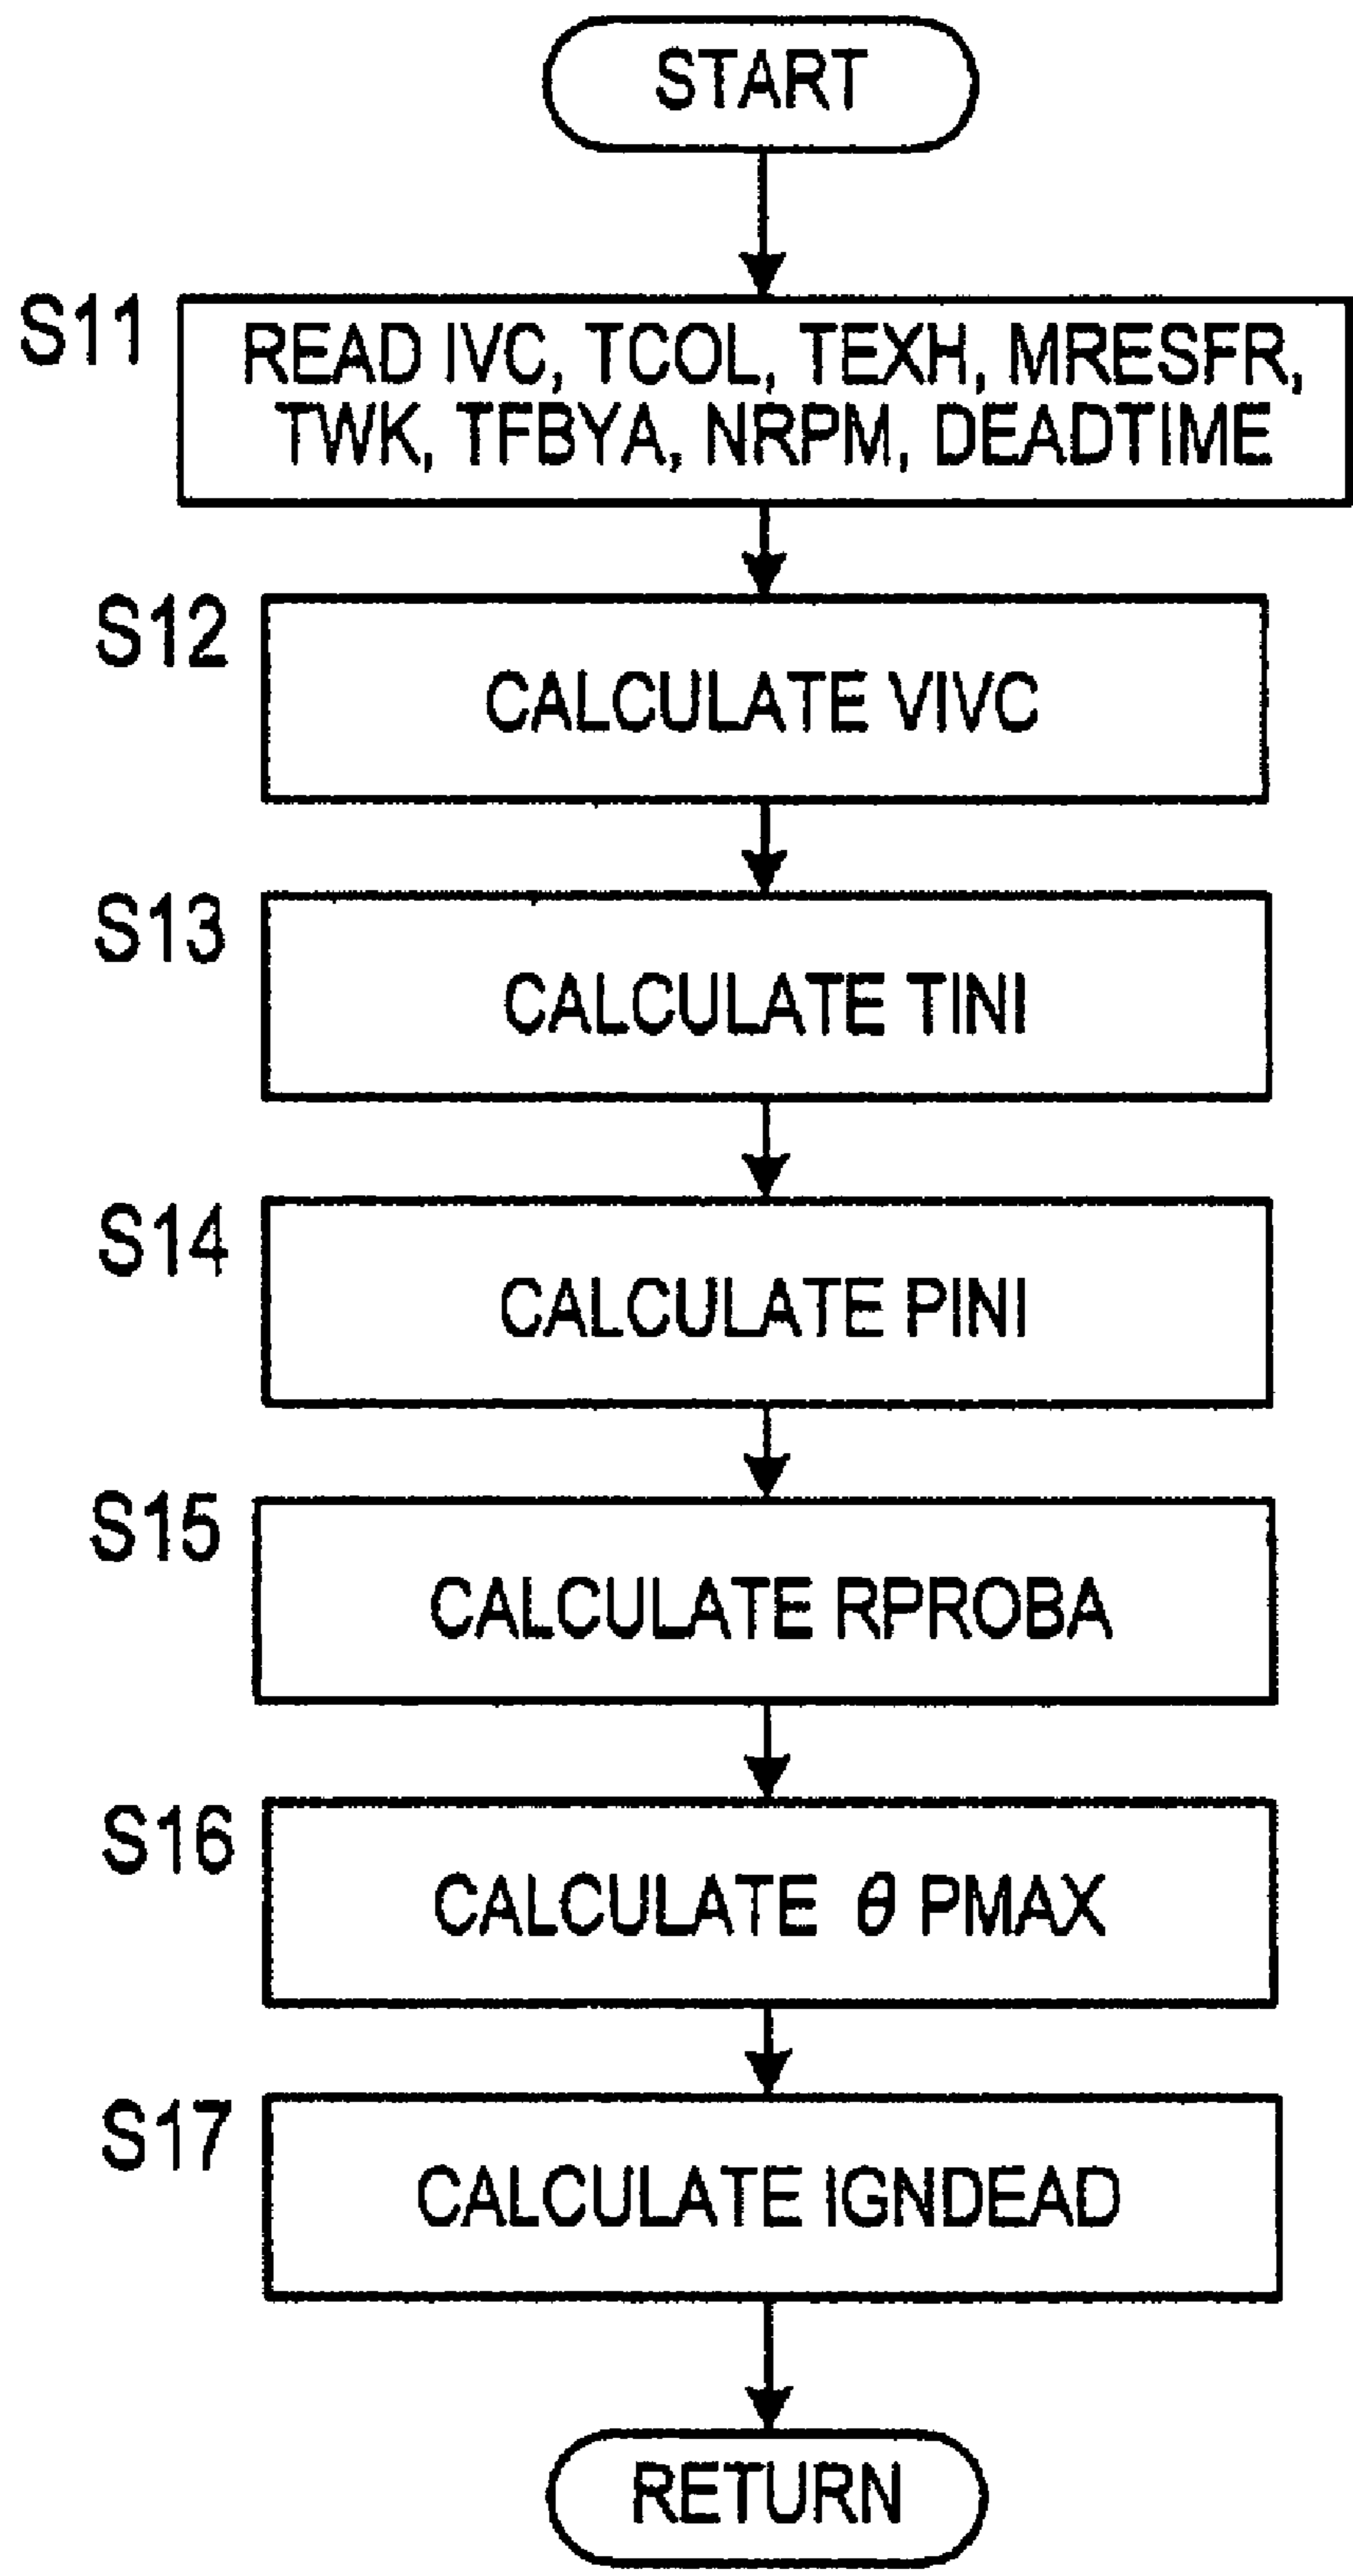 START
S11
READ IVC, TCOL, TEXH, MRESFR,
TWK, TFBYA, NRPM, DEADTIME
S12
CALCULATE VIVC
S13
CALCULATE TINI
S14
CALCULATE PINI
S15
CALCULATE RPROBA
S16
CALCULATE θ PMAX
S17
CALCULATE IGNDEAD
RETURN